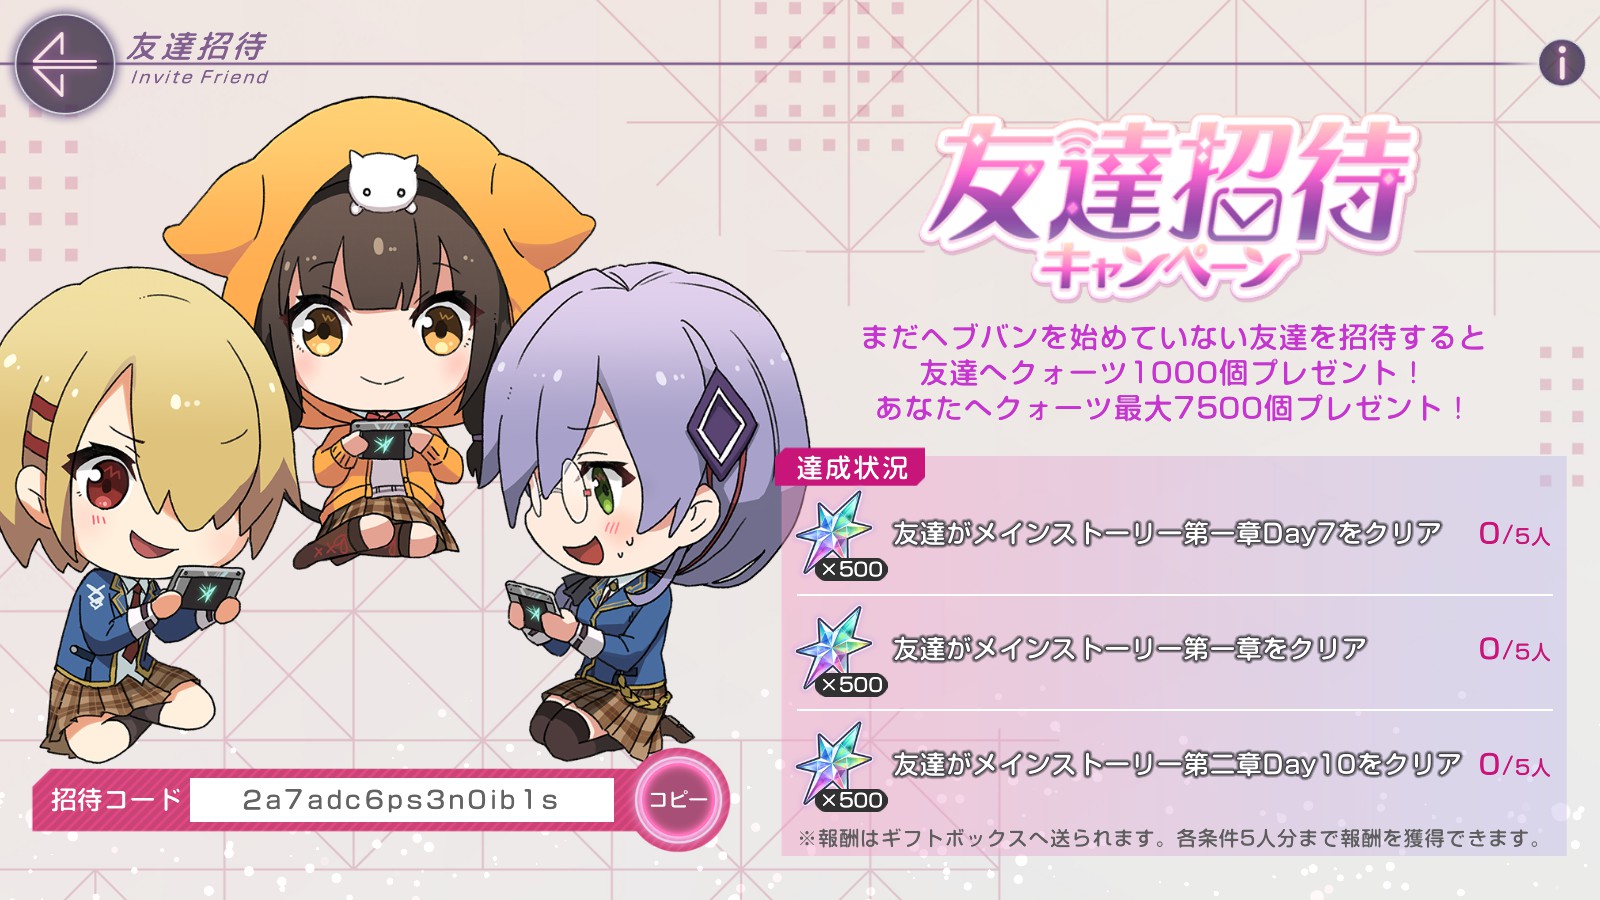 友達招待
Invite Friend
友達招待
キャンペーン
まだヘブバンを始めていない友達を招待すると
友達へクォーツ1000個プレゼント！
あなたへクォーツ最大7500個プレゼント！
達成状況
×500
友達がメインストーリー第一章Day7をクリア
0/5人
×500
友達がメインストーリー第一章をクリア
0/5人
×500
友達がメインストーリー第二章Day10をクリア
0/5人
※報酬はギフトボックスへ送られます。各条件5人分まで報酬を獲得できます。
招待コード
2a7adc6ps3n0ib1s
コピー